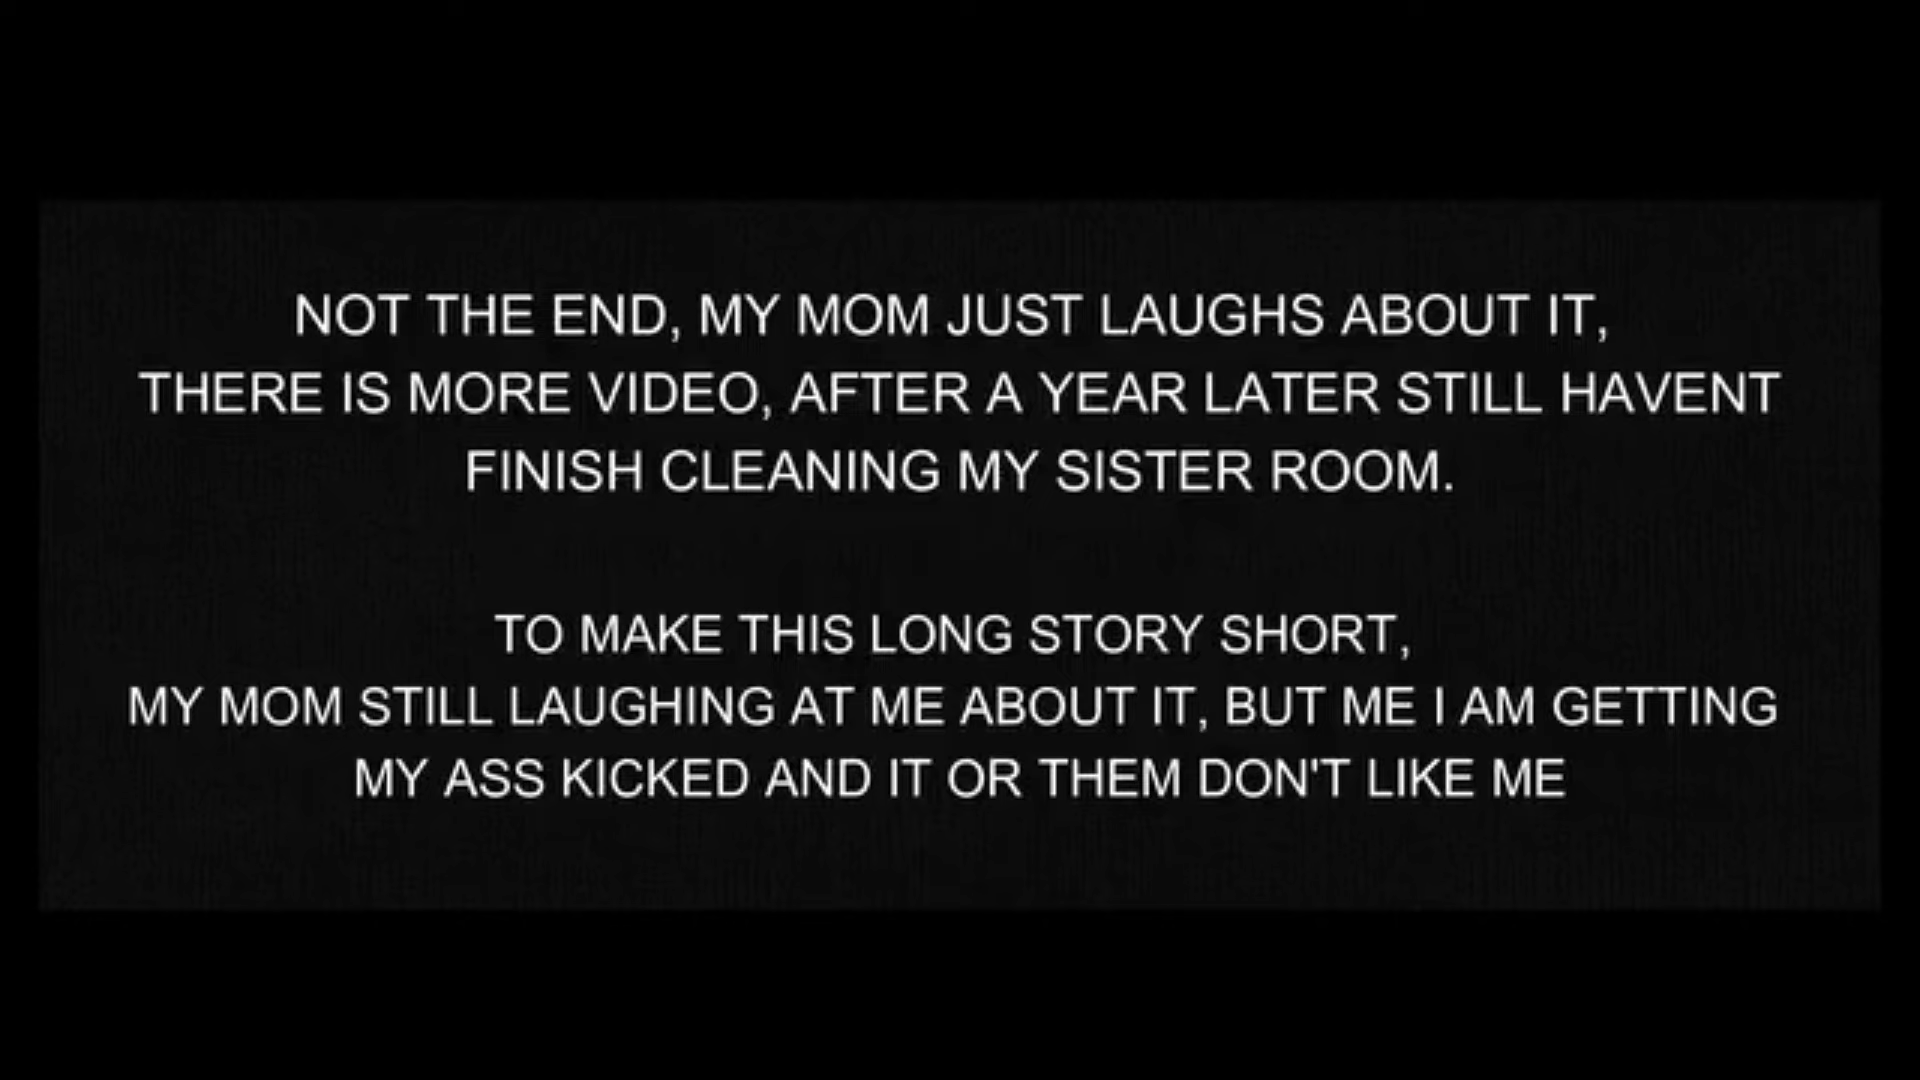 NOT THE END, MY MOM JUST LAUGHS ABOUT IT,
THERE IS MORE VIDEO, AFTER A YEAR LATER STILL HAVENT
FINISH CLEANING MY SISTER ROOM.
TO MAKE THIS LONG STORY SHORT,
MY MOM STILL LAUGHING AT ME ABOUT IT, BUT ME I AM GETTING
MY ASS KICKED AND IT OR THEM DON'T LIKE ME